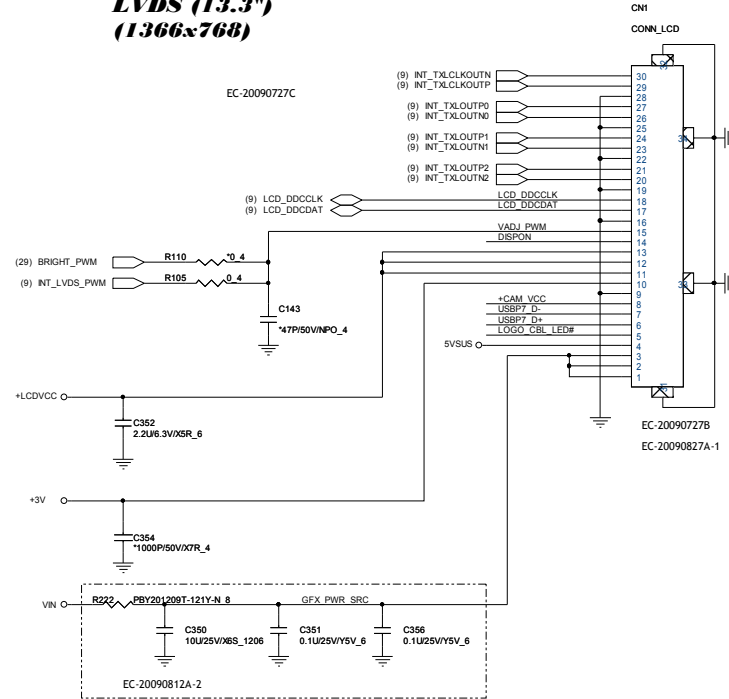 LVDS (13.3")
(1366x768)
CN1
CONN_LCD
EC-20090727C
(9) INT_TXLCLKOUTN
(9) INT_TXLCLKOUTP
(9) INT_TXLOUTP0
(9) INT_TXLOUTN0
(9) INT_TXLOUTP1
(9) INT_TXLOUTN1
(9) INT_TXLOUTP2
(9) INT_TXLOUTN2
(9) LCD_DDCCLK
(9) LCD_DDCDAT
LCD_DDCCLK
LCD_DDCDAT
VADJ_PWM
DISPON
(29) BRIGHT_PWM
R110
*0_4
(9) INT_LVDS_PWM
R105
0_4
C143
*47P/50V/NPO_4
+CAM_VCC
USBP7_D-
USBP7_D+
LOGO_CBL_LED#
5VSUS
30
29
28
27
26
25
24
23
22
21
20
19
18
17
16
15
14
13
12
11
10
9
8
7
6
5
4
3
2
1
32
34
33
31
+LCDVCC
C352
2.2U/6.3V/X5R_6
EC-20090727B
EC-20090827A-1
+3V
C354
*1000P/50V/X7R_4
VIN
R222
PBY201209T-121Y-N_8
GFX_PWR_SRC
C350
10U/25V/X6S_1206
C351
0.1U/25V/Y5V_6
C356
0.1U/25V/Y5V_6
EC-20090812A-2